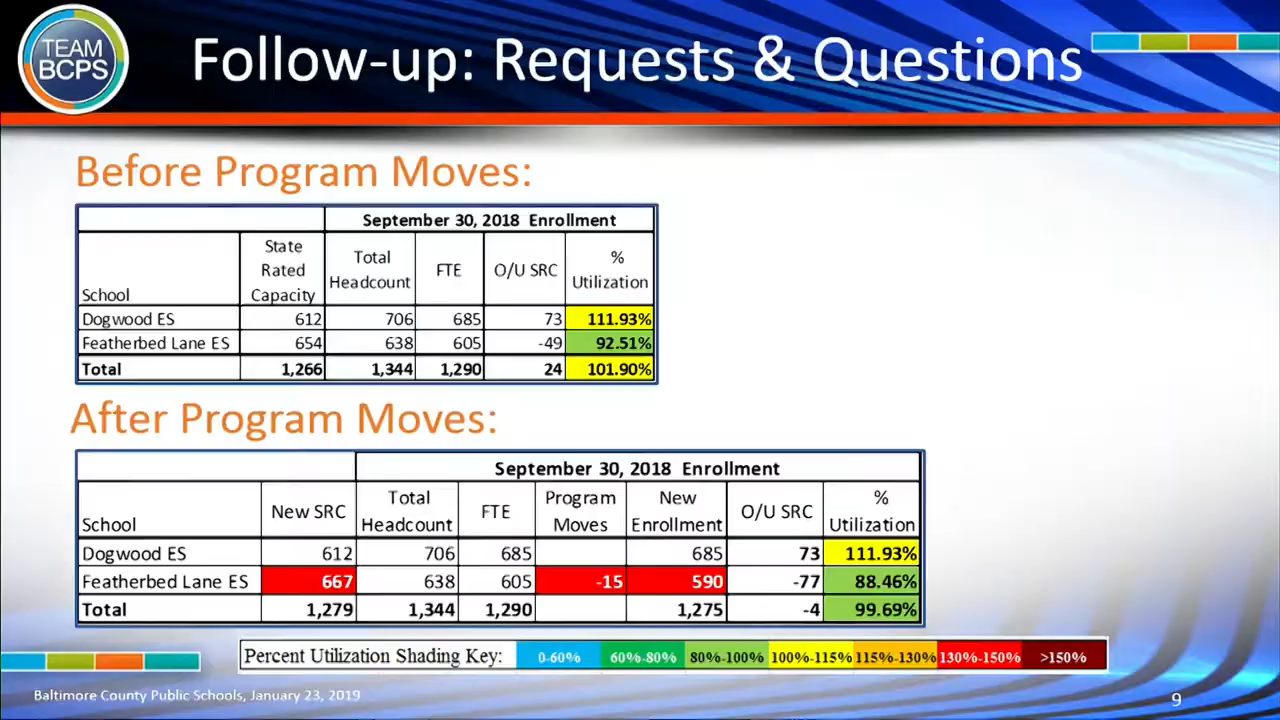 TEAM
BCPS
Follow-up: Requests & Questions
Before Program Moves:
September 30, 2018 Enrollment
School State Rated Capacity Total Headcount FTE O/U SRC % Utilization
Dogwood ES 612 706 685 73 111.93%
Featherbed Lane ES 654 638 605 -49 92.51%
Total 1,266 1,344 1,290 24 101.90%
After Program Moves:
September 30, 2018 Enrollment
School New SRC Total Headcount FTE Program Moves New Enrollment O/U SRC % Utilization
Dogwood ES 612 706 685 685 73 111.93%
Featherbed Lane ES 667 638 605 -15 590 -77 88.46%
Total 1,279 1,344 1,290 1,275 -4 99.69%
Percent Utilization Shading Key: 0-60% 60%-80% 80%-100% 100%-115% 115%-130% 130%-150% >150%
Baltimore County Public Schools, January 23, 2019
9